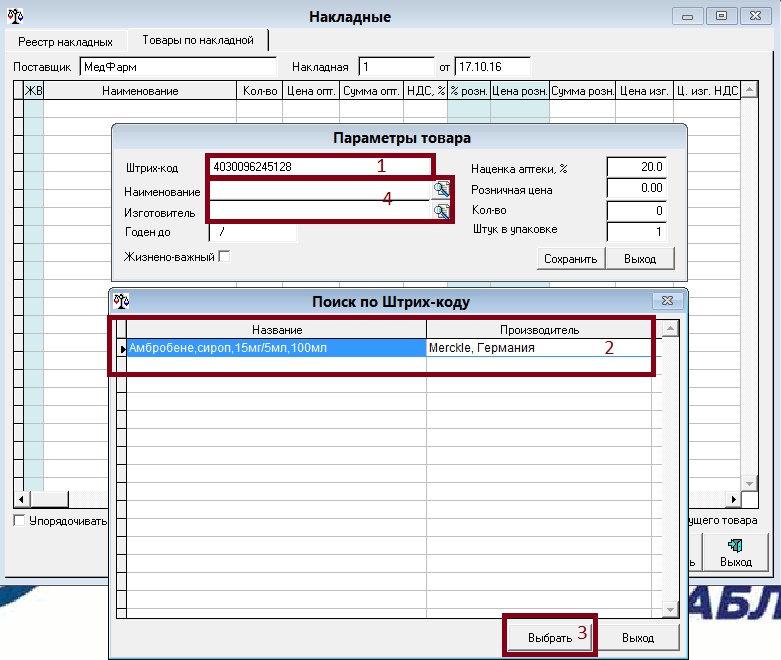 Накладные
Реестр накладных Товары по накладной
Поставщик МедФарм Накладная 1 от 17.10.16
ЖВ Наименование Кол-во Цена опт. Сумма опт. НДС, % % розн. Цена розн. Сумма розн. Цена изг. Ц. изг. НДС
Параметры товара
Штрих-код 4030096245128 1 Наценка аптеки, % 20.0
Наименование 4 Розничная цена 0.00
Изготовитель Кол-во 0
Годен до / Штук в упаковке 1
Жизнено-важный Сохранить Выход
Поиск по Штрих-коду
Название Производитель
Амбробене,сироп,15мг/5мл,100мл Merckle, Германия 2
Упорядочивать ущего товара
ь Выход
АБЛ
Выбрать 3 Выход